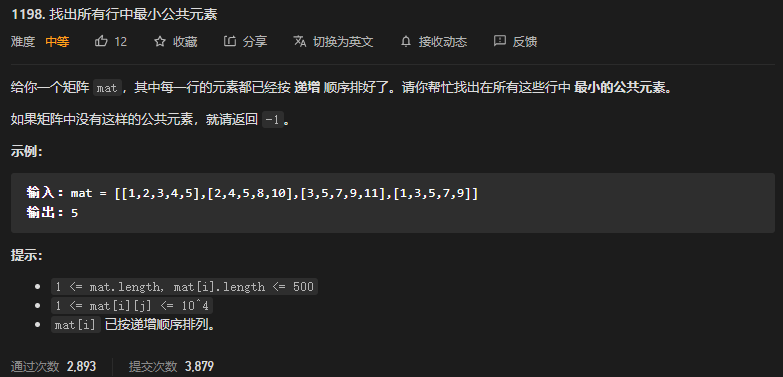 1198. 找出所有行中最小公共元素
难度 中等 12 收藏 分享 切换为英文 接收动态 反馈
给你一个矩阵 mat，其中每一行的元素都已经按 递增 顺序排好了。请你帮忙找出在所有这些行中 最小的公共元素。
如果矩阵中没有这样的公共元素，就请返回 -1。
示例：
输入：mat = [[1,2,3,4,5],[2,4,5,8,10],[3,5,7,9,11],[1,3,5,7,9]]
输出：5
提示：
1 <= mat.length, mat[i].length <= 500
1 <= mat[i][j] <= 10^4
mat[i] 已按递增顺序排列。
通过次数 2,893 提交次数 3,879